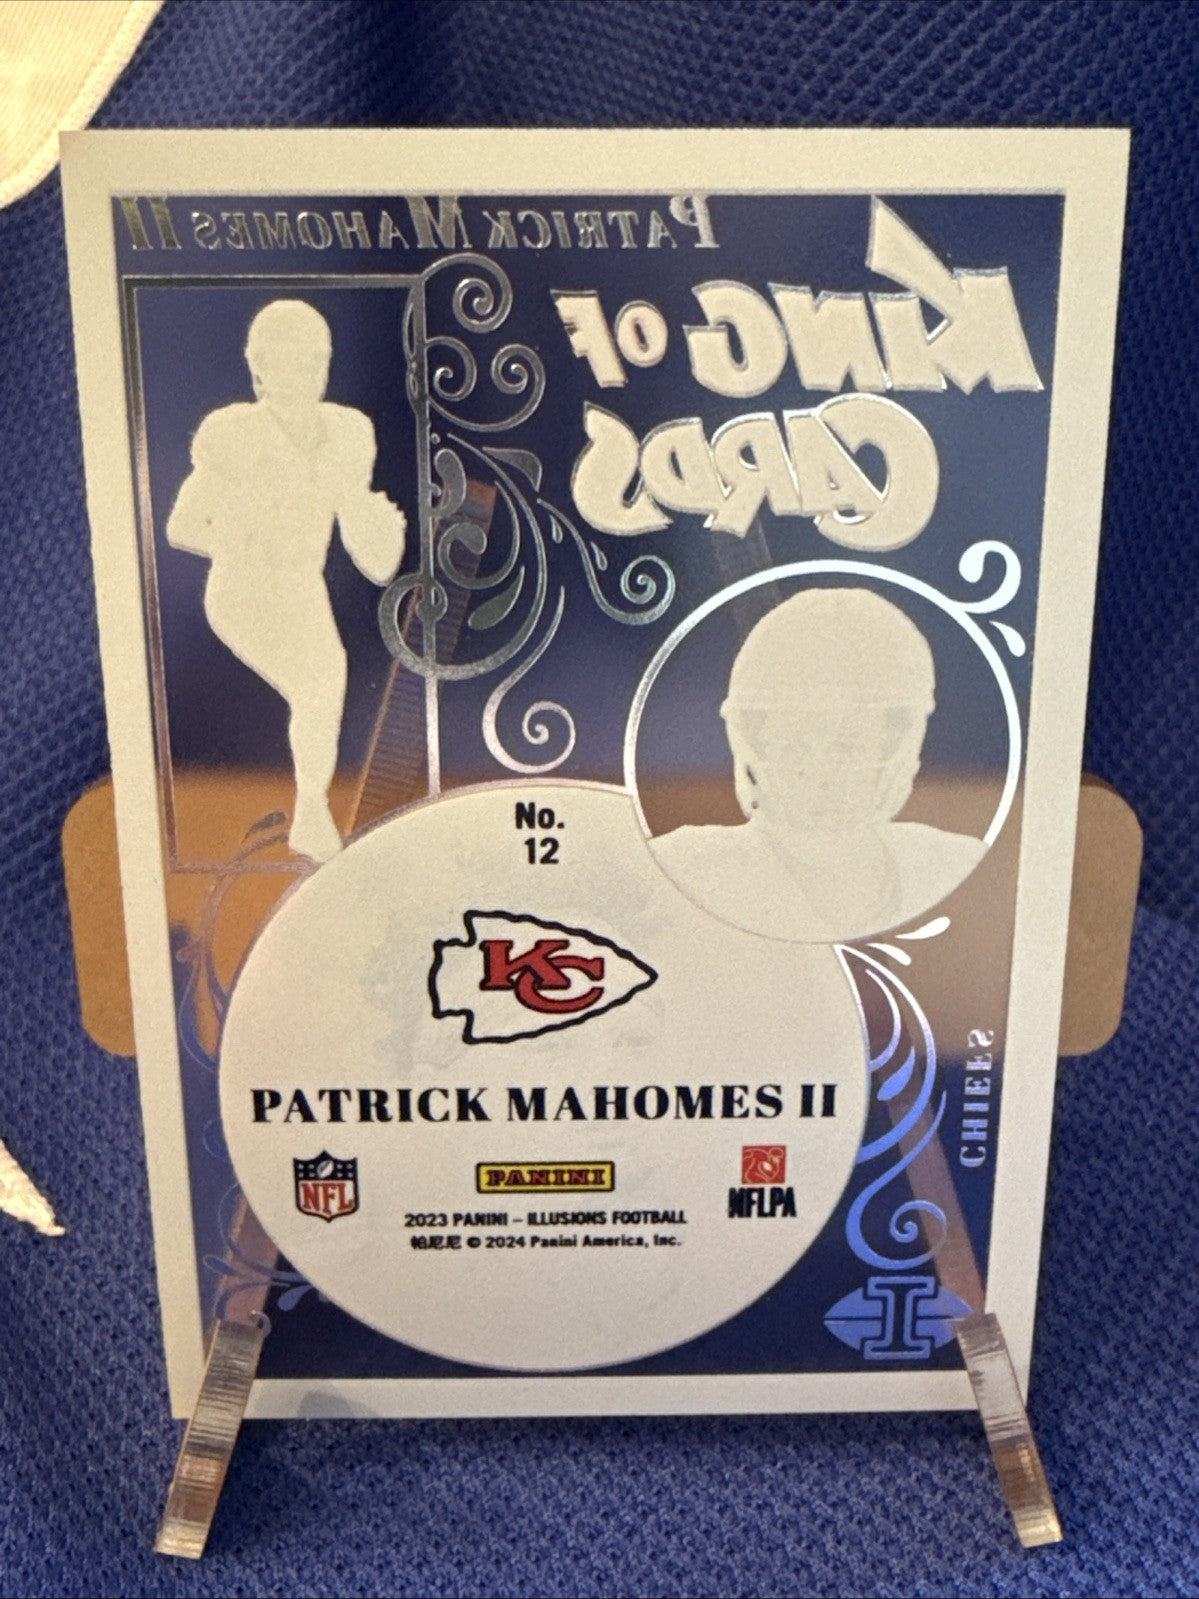 PATRICK MAHOMES II
KING OF
CARDS
No.
12
KC
PATRICK MAHOMES II
NFL
PANINI
NFLPA
2023 PANINI – ILLUSIONS FOOTBALL
帕尼尼 © 2024 Panini America, Inc.
CHIEFS
I